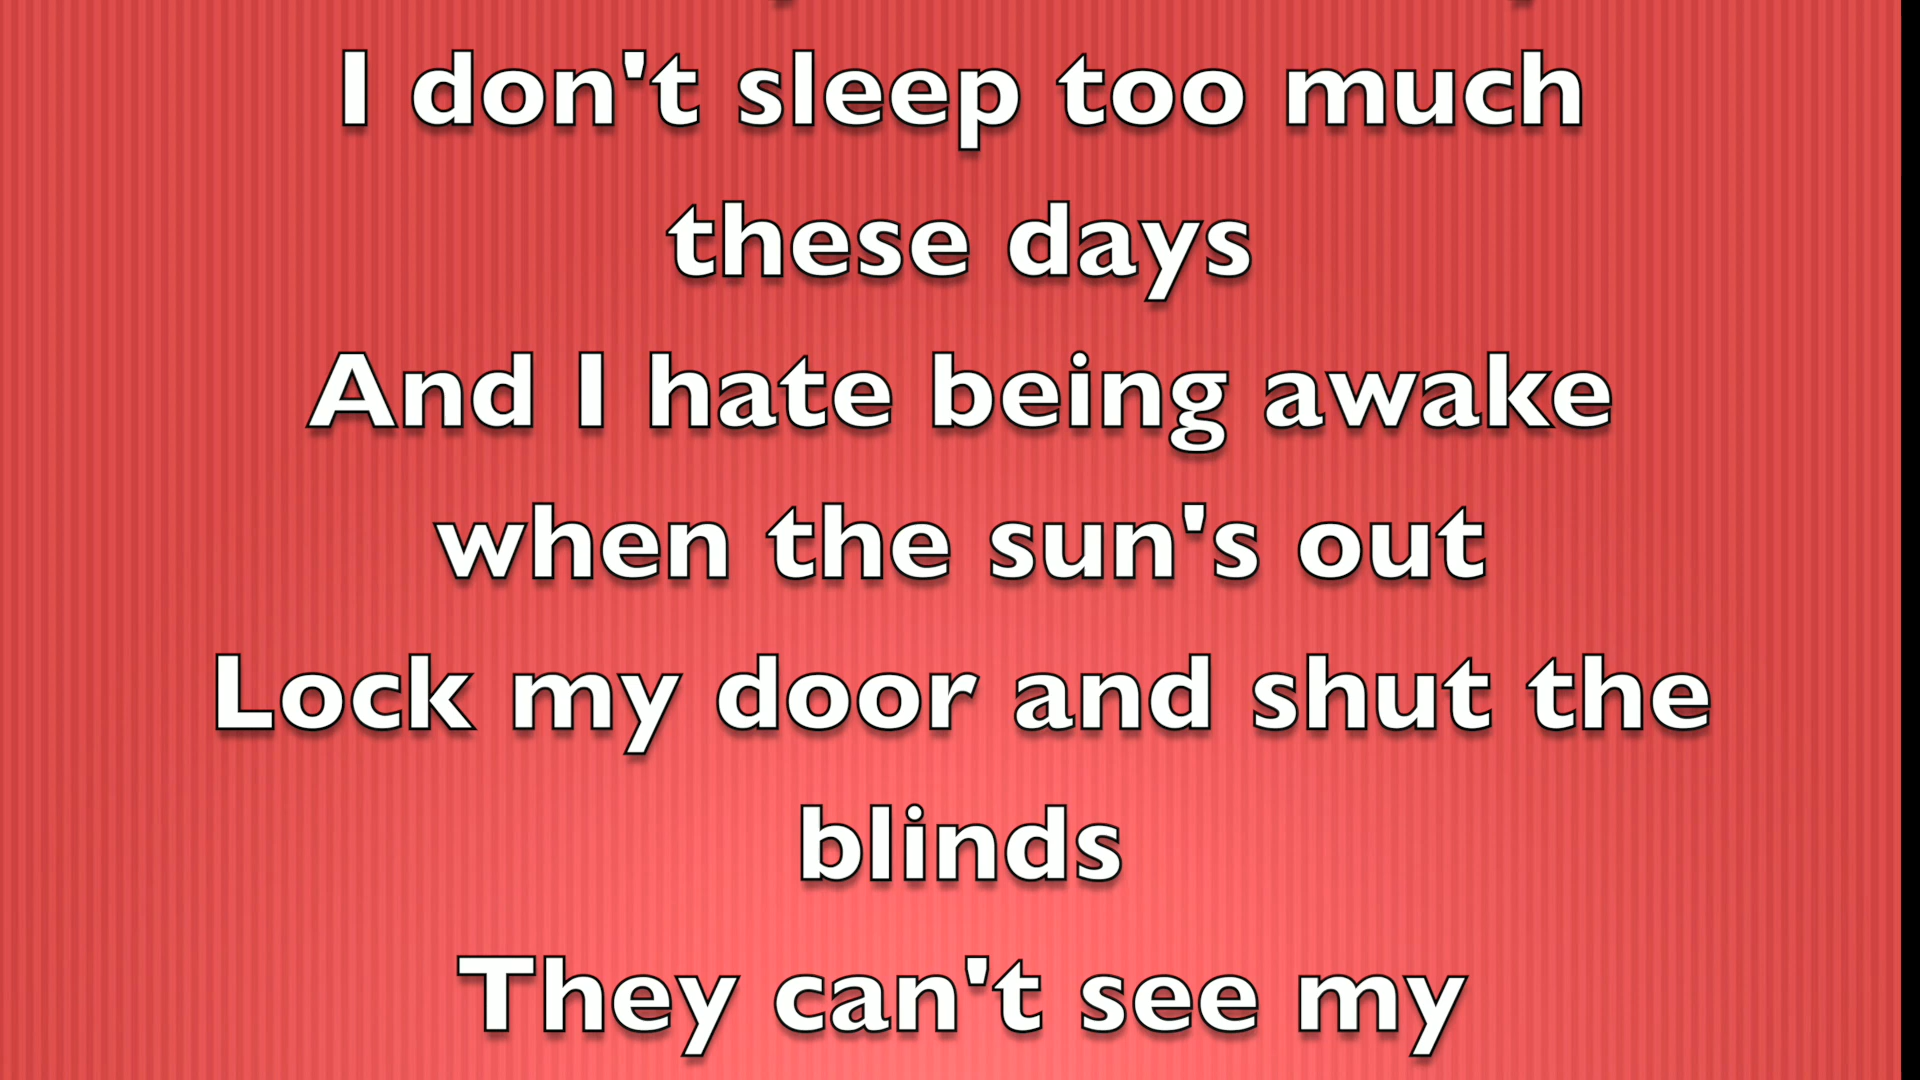 I don't sleep too much
these days
And I hate being awake
when the sun's out
Lock my door and shut the
blinds
They can't see my